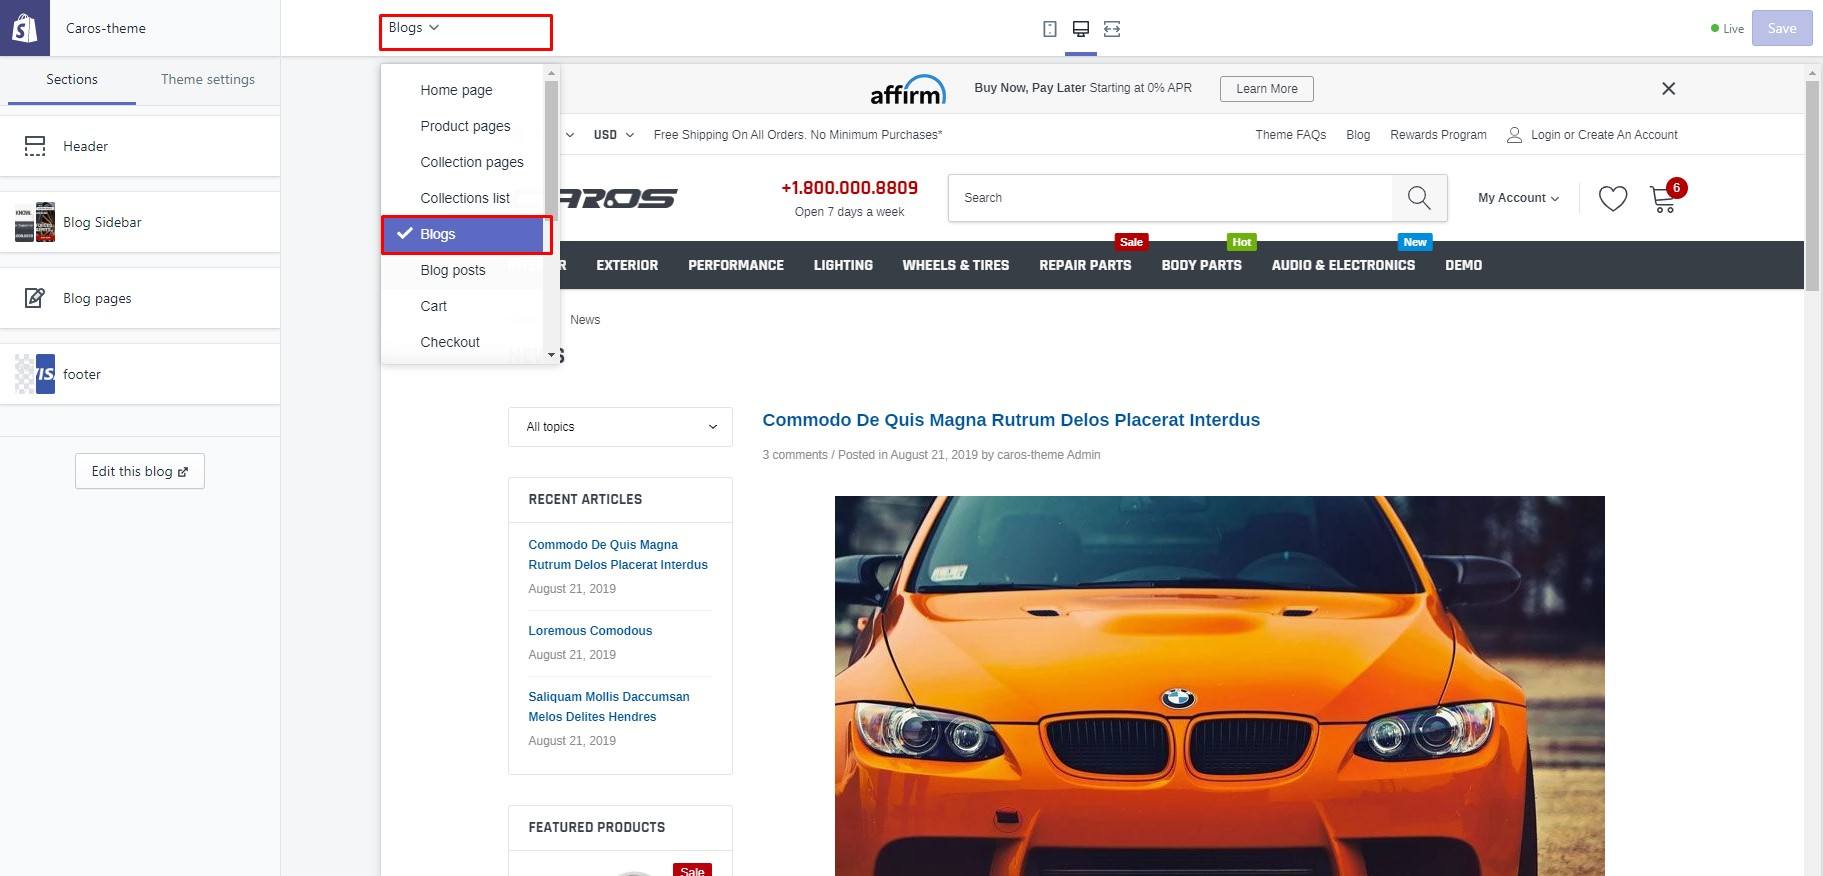 Caros-theme
Blogs
Live
Save
Sections
Theme settings
Header
Blog Sidebar
Blog pages
footer
Edit this blog
Home page
Product pages
Collection pages
Collections list
Blogs
Blog posts
Cart
Checkout
affirm
Buy Now, Pay Later Starting at 0% APR
Learn More
USD
Free Shipping On All Orders. No Minimum Purchases*
Theme FAQs
Blog
Rewards Program
Login or Create An Account
CAROS
+1.800.000.8809
Open 7 days a week
Search
My Account
6
Sale
Hot
New
EXTERIOR
PERFORMANCE
LIGHTING
WHEELS & TIRES
REPAIR PARTS
BODY PARTS
AUDIO & ELECTRONICS
DEMO
News
All topics
RECENT ARTICLES
Commodo De Quis Magna
Rutrum Delos Placerat Interdus
August 21, 2019
Loremous Comodous
August 21, 2019
Saliquam Mollis Daccumsan
Melos Delites Hendres
August 21, 2019
FEATURED PRODUCTS
Sale
Commodo De Quis Magna Rutrum Delos Placerat Interdus
3 comments / Posted in August 21, 2019 by caros-theme Admin